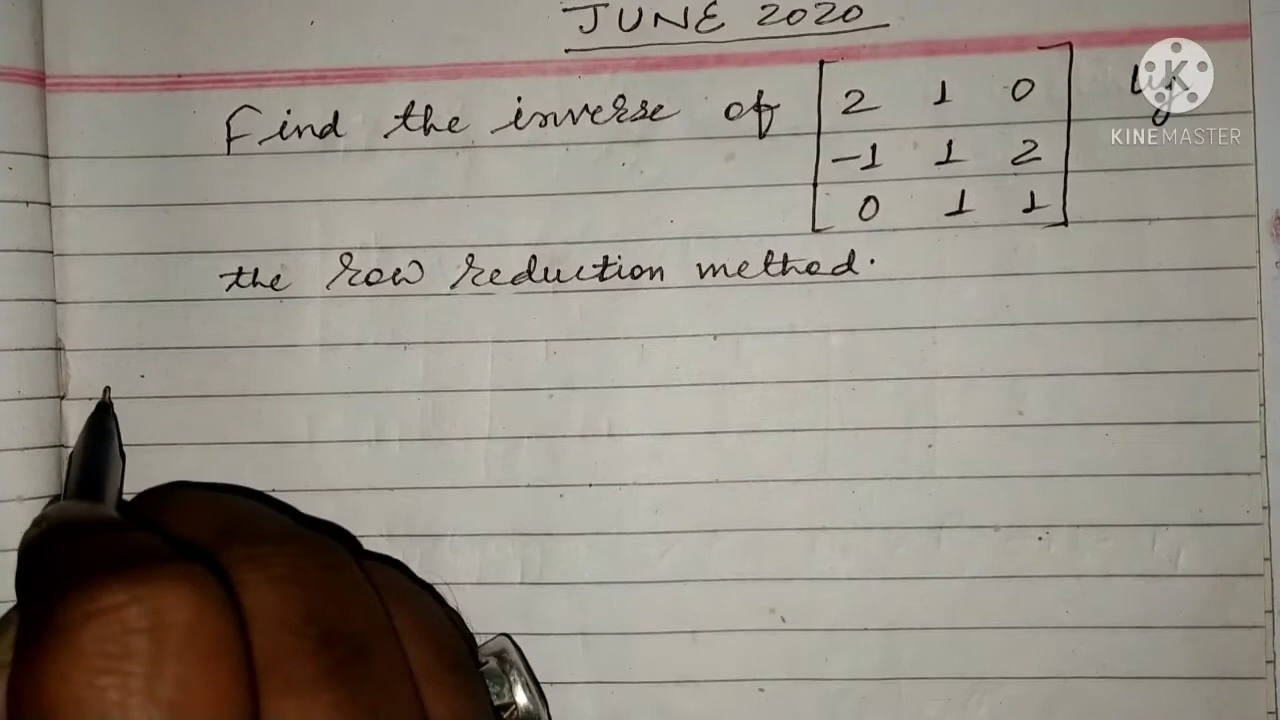 JUNE 2020
Find the inverse of [2 1 0 by
-1 1 2
0 1 1]
the row reduction method.
K
KINEMASTER